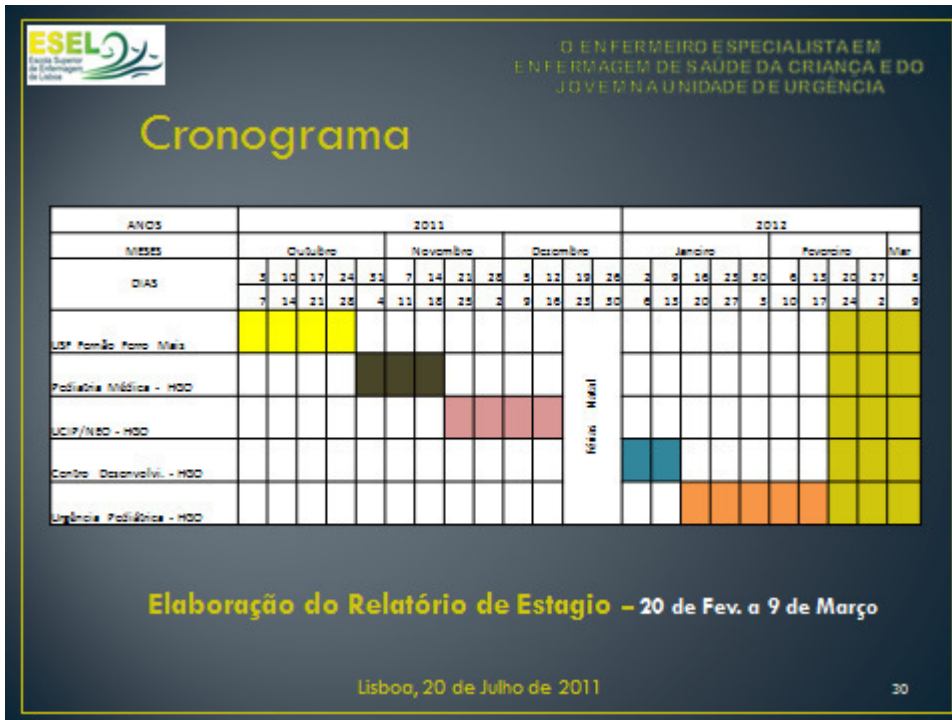 ESEL
Escola Superior
de Enfermagem
de Lisboa
O ENFERMEIRO ESPECIALISTA EM
ENFERMAGEM DE SAÚDE DA CRIANÇA E DO
JOVEM NA UNIDADE DE URGÊNCIA
Cronograma
ANOS 2011 2012
MESES Outubro Novembro Dezembro Janeiro Fevereiro Mar
DIAS
3 10 17 24 31 7 14 21 28 5 12 19 26 2 9 16 23 30 6 13 20 27 5
7 14 21 28 4 11 18 25 2 9 16 23 30 6 13 20 27 3 10 17 24 2 9
USF Fernão Ferro Mais
Pediatria Médica - HGO
UCIP/NEO - HGO
Férias Natal
Centro Desenvolvi. - HGO
Urgência Pediátrica - HGO
Elaboração do Relatório de Estagio – 20 de Fev. a 9 de Março
Lisboa, 20 de Julho de 2011
30